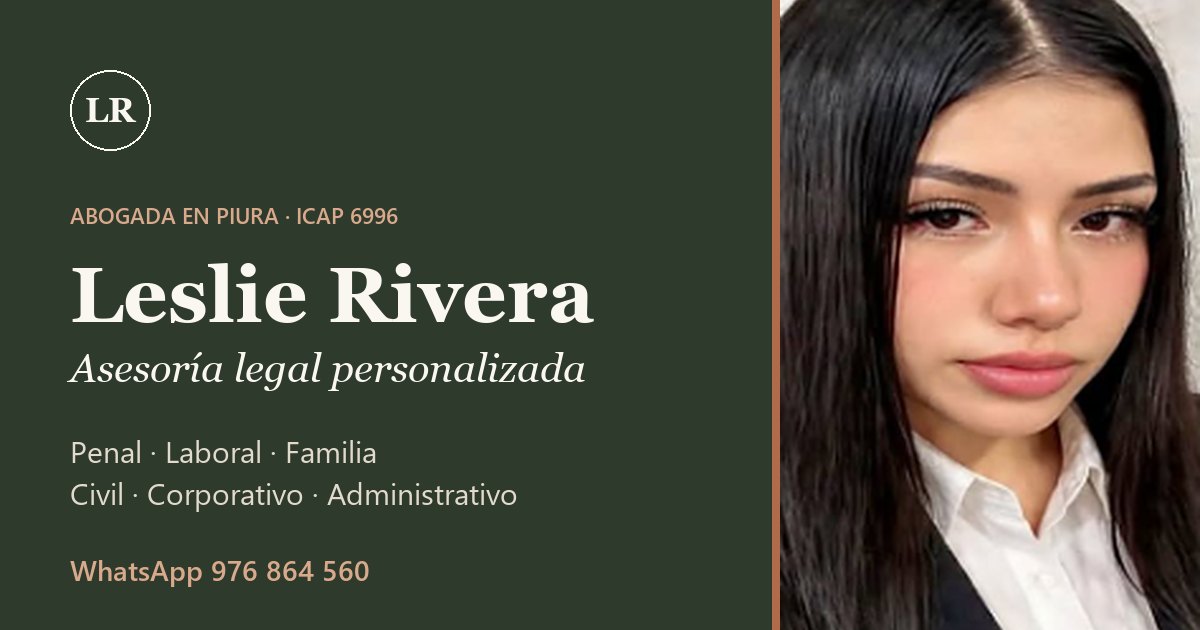 LR
ABOGADA EN PIURA · ICAP 6996
Leslie Rivera
Asesoría legal personalizada
Penal · Laboral · Familia
Civil · Corporativo · Administrativo
WhatsApp 976 864 560